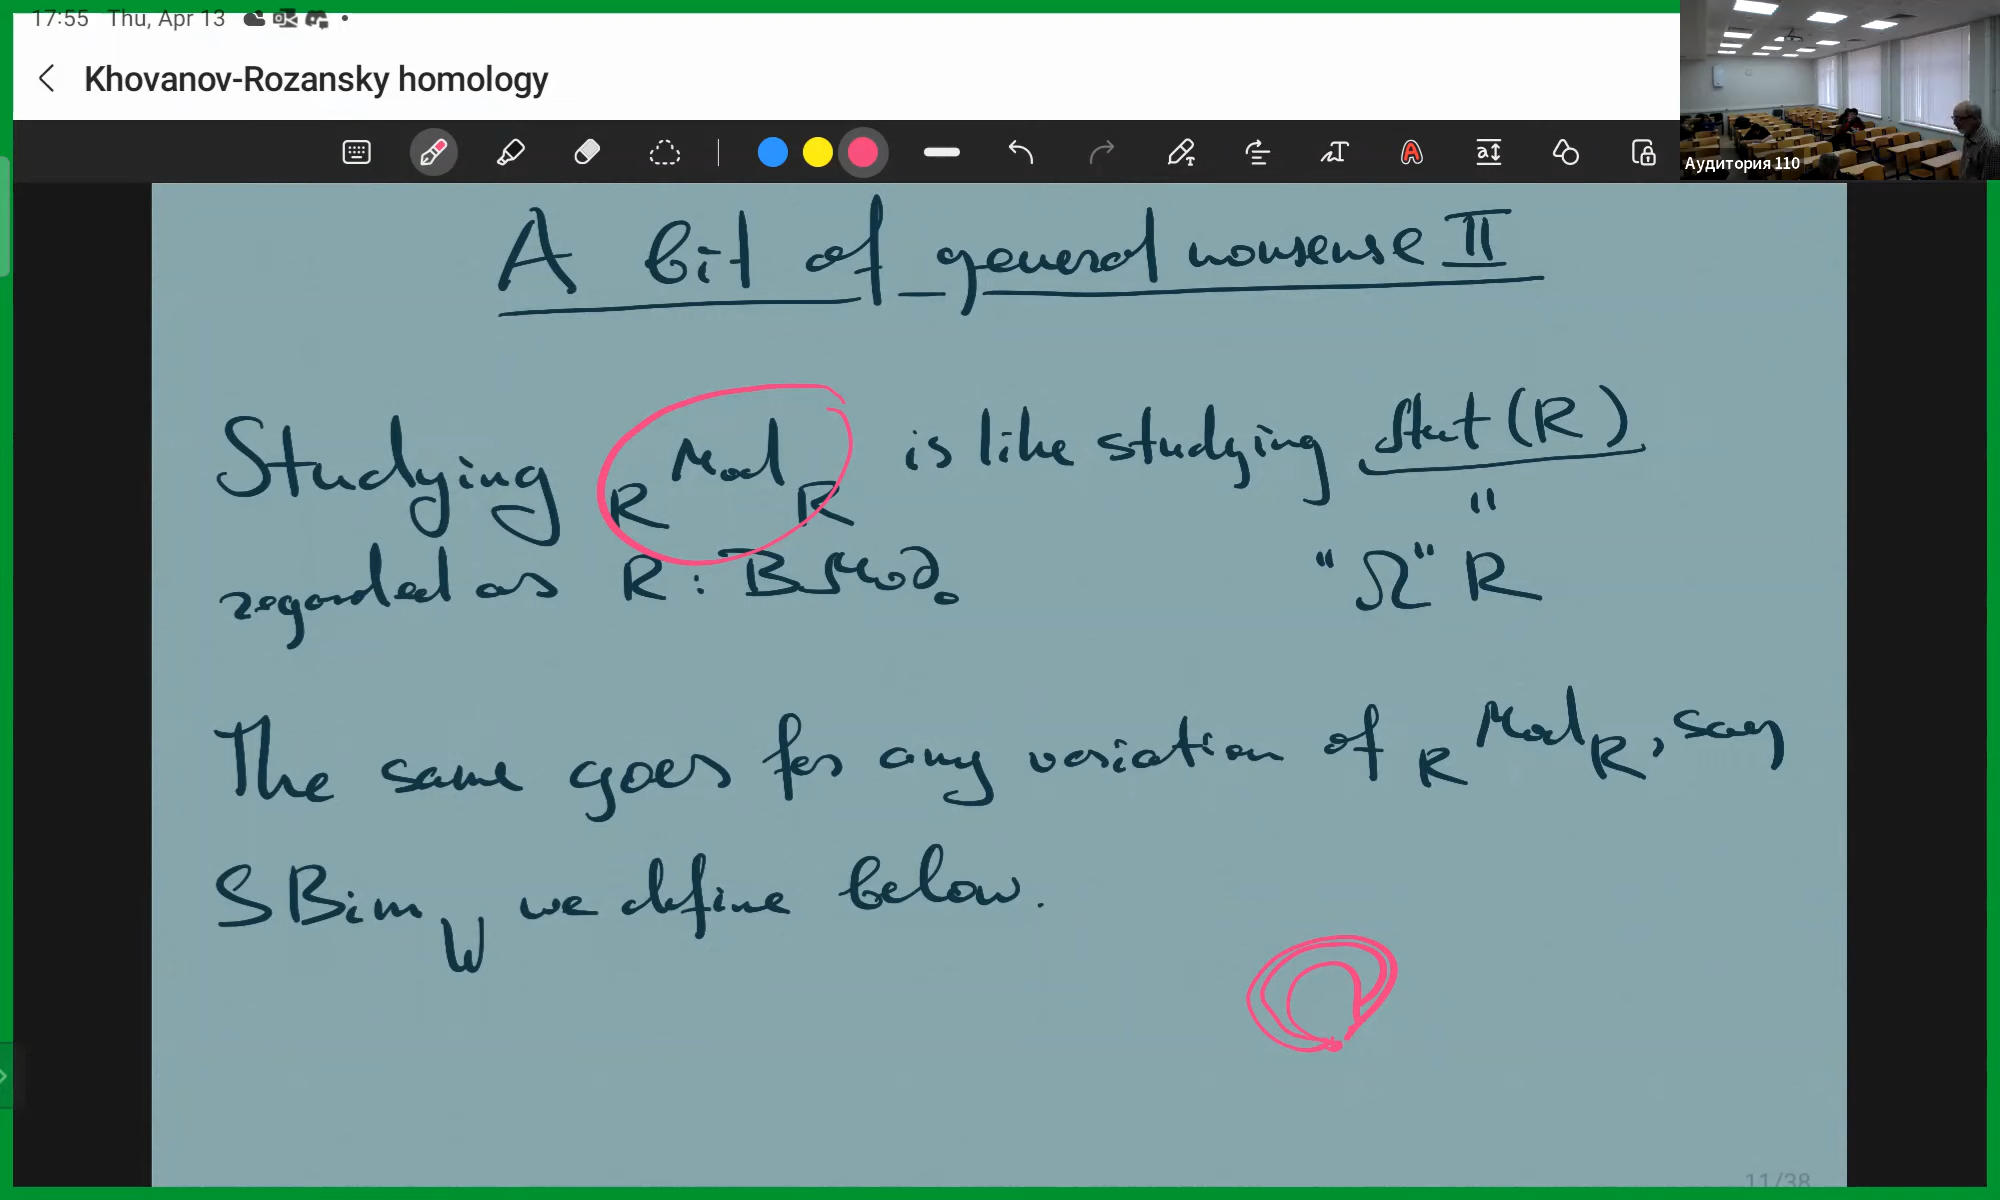 17:55 Thu, Apr 13
Khovanov-Rozansky homology
Аудитория 110
A bit of general nonsense II
Studying R Mod R is like studying Aut(R)
"
regarded as R : BMod. "Ω" R
The same goes for any variation of R Mod R, say
SBim W we define below.
11/38